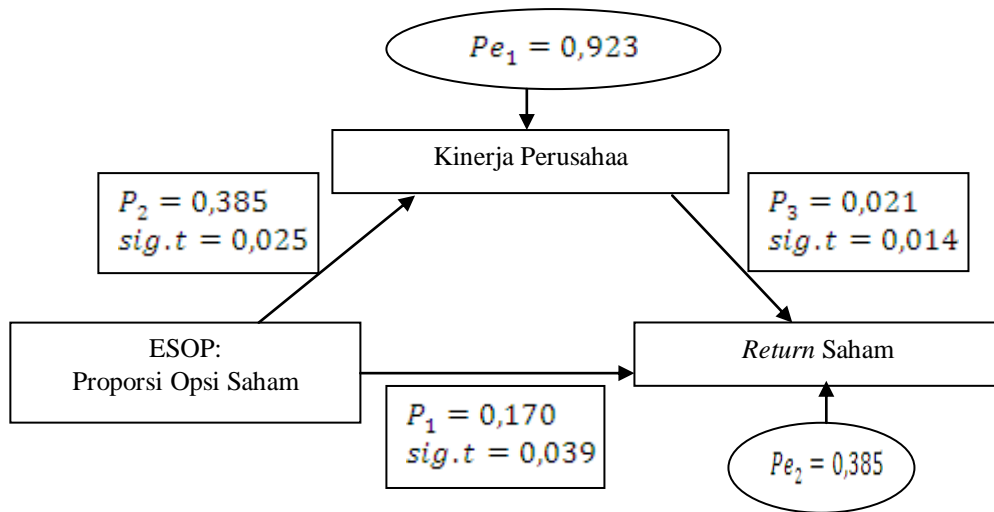 Pe₁ = 0,923
Kinerja Perusahaa
P₂ = 0,385
sig.t = 0,025
P₃ = 0,021
sig.t = 0,014
ESOP:
Proporsi Opsi Saham
Return Saham
P₁ = 0,170
sig.t = 0,039
Pe₂ = 0,385